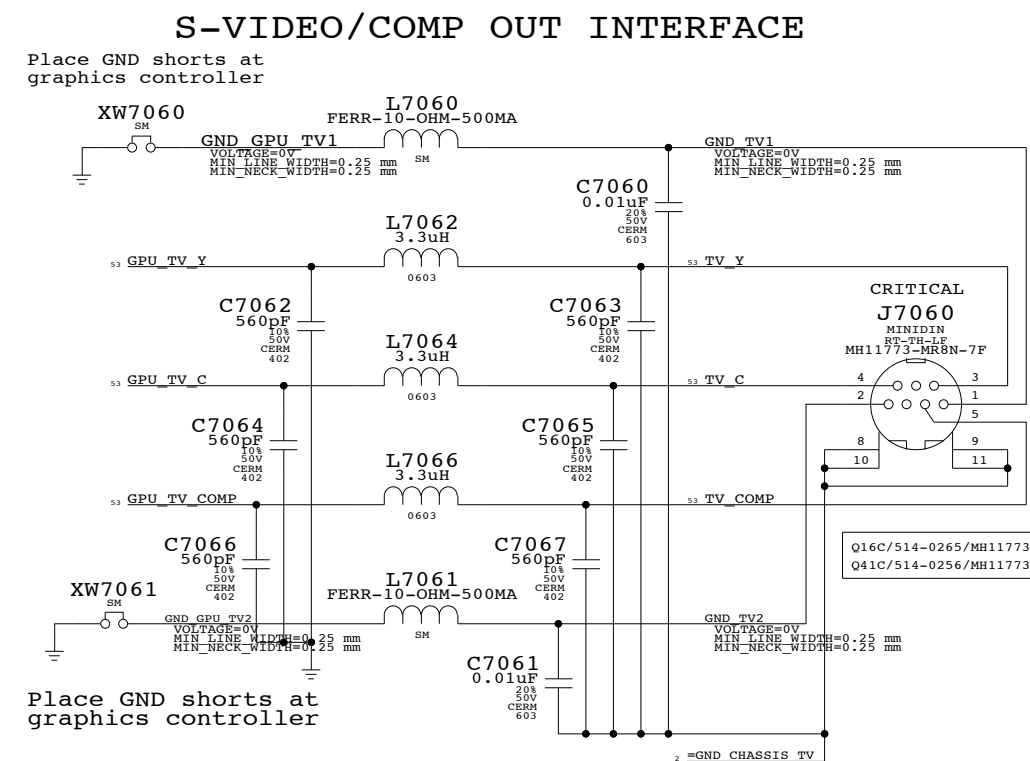 S-VIDEO/COMP OUT INTERFACE
Place GND shorts at
graphics controller
XW7060
SM
GND_GPU_TV1
VOLTAGE=0V
MIN_LINE_WIDTH=0.25 mm
MIN_NECK_WIDTH=0.25 mm
L7060
FERR-10-OHM-500MA
SM
GND_TV1
VOLTAGE=0V
MIN_LINE_WIDTH=0.25 mm
MIN_NECK_WIDTH=0.25 mm
C7060
0.01uF
20%
50V
CERM
603
L7062
3.3uH
0603
53 GPU_TV_Y
53 TV_Y
C7062
560pF
10%
50V
CERM
402
C7063
560pF
10%
50V
CERM
402
CRITICAL
J7060
MINIDIN
RT-TH-LF
MH11773-MR8N-7F
4
3
2
1
5
8
9
10
11
L7064
3.3uH
0603
53 GPU_TV_C
53 TV_C
C7064
560pF
10%
50V
CERM
402
C7065
560pF
10%
50V
CERM
402
L7066
3.3uH
0603
53 GPU_TV_COMP
53 TV_COMP
C7066
560pF
10%
50V
CERM
402
C7067
560pF
10%
50V
CERM
402
Q16C/514-0265/MH11773
Q41C/514-0256/MH11773
XW7061
SM
GND_GPU_TV2
VOLTAGE=0V
MIN_LINE_WIDTH=0.25 mm
MIN_NECK_WIDTH=0.25 mm
L7061
FERR-10-OHM-500MA
SM
GND_TV2
VOLTAGE=0V
MIN_LINE_WIDTH=0.25 mm
MIN_NECK_WIDTH=0.25 mm
C7061
0.01uF
20%
50V
CERM
603
Place GND shorts at
graphics controller
2 =GND_CHASSIS_TV